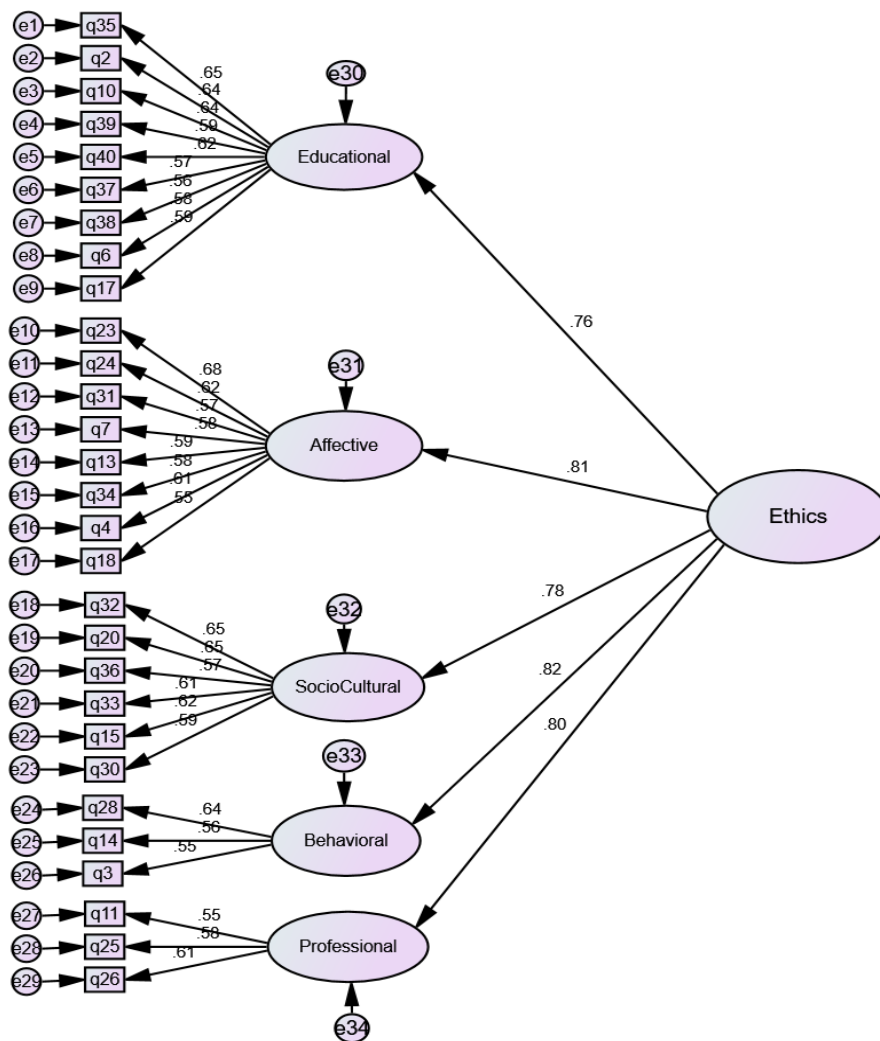 e1 q35
e2 q2
e3 q10
e4 q39
e5 q40
e6 q37
e7 q38
e8 q6
e9 q17
.65
.64
.64
.59
.62
.57
.56
.58
.59
e30
Educational
.76
e10 q23
e11 q24
e12 q31
e13 q7
e14 q13
e15 q34
e16 q4
e17 q18
.68
.62
.57
.58
.59
.58
.61
.55
e31
Affective
.81
Ethics
e18 q32
e19 q20
e20 q36
e21 q33
e22 q15
e23 q30
.65
.65
.57
.61
.62
.59
e32
SocioCultural
.78
e24 q28
e25 q14
e26 q3
.64
.56
.55
e33
Behavioral
.82
e27 q11
e28 q25
e29 q26
.55
.58
.61
Professional
e34
.80